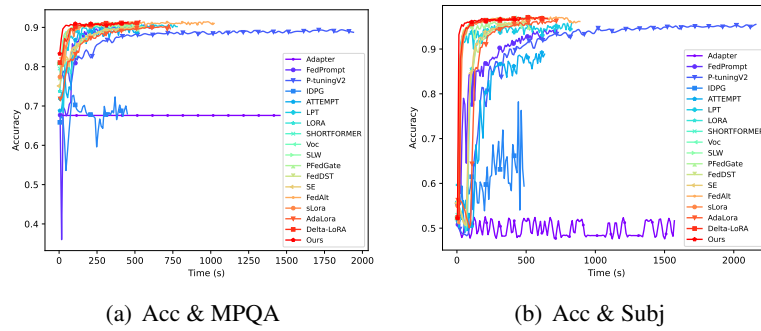 0.9
0.8
0.7
0.6
0.5
0.4
Accuracy
0 250 500 750 1000 1250 1500 1750 2000
Time (s)
Adapter
FedPrompt
P-tuningV2
IDPG
ATTEMPT
LPT
LORA
SHORTFORMER
Voc
SLW
PFedGate
FedDST
SE
FedAlt
sLora
AdaLora
Delta-LoRA
Ours
(a) Acc & MPQA
0.9
0.8
0.7
0.6
0.5
Accuracy
0 500 1000 1500 2000
Time (s)
Adapter
FedPrompt
P-tuningV2
IDPG
ATTEMPT
LPT
LORA
SHORTFORMER
Voc
SLW
PFedGate
FedDST
SE
FedAlt
sLora
AdaLora
Delta-LoRA
Ours
(b) Acc & Subj